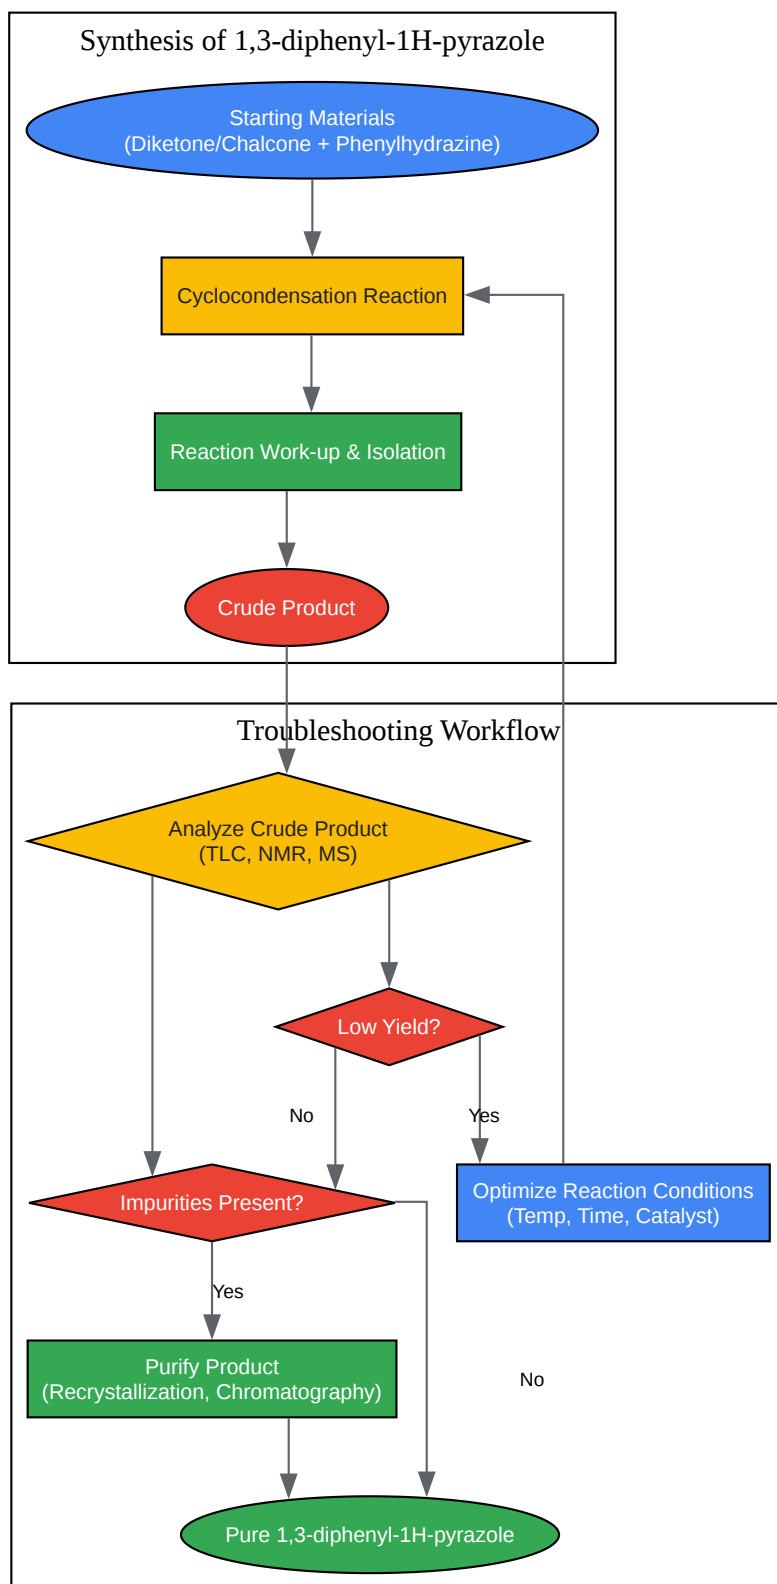 Synthesis of 1,3-diphenyl-1H-pyrazole
Starting Materials
(Diketone/Chalcone + Phenylhydrazine)
Cyclocondensation Reaction
Reaction Work-up & Isolation
Crude Product
Troubleshooting Workflow
Analyze Crude Product
(TLC, NMR, MS)
Low Yield?
No
Yes
Impurities Present?
Optimize Reaction Conditions
(Temp, Time, Catalyst)
Yes
Purify Product
(Recrystallization, Chromatography)
No
Pure 1,3-diphenyl-1H-pyrazole